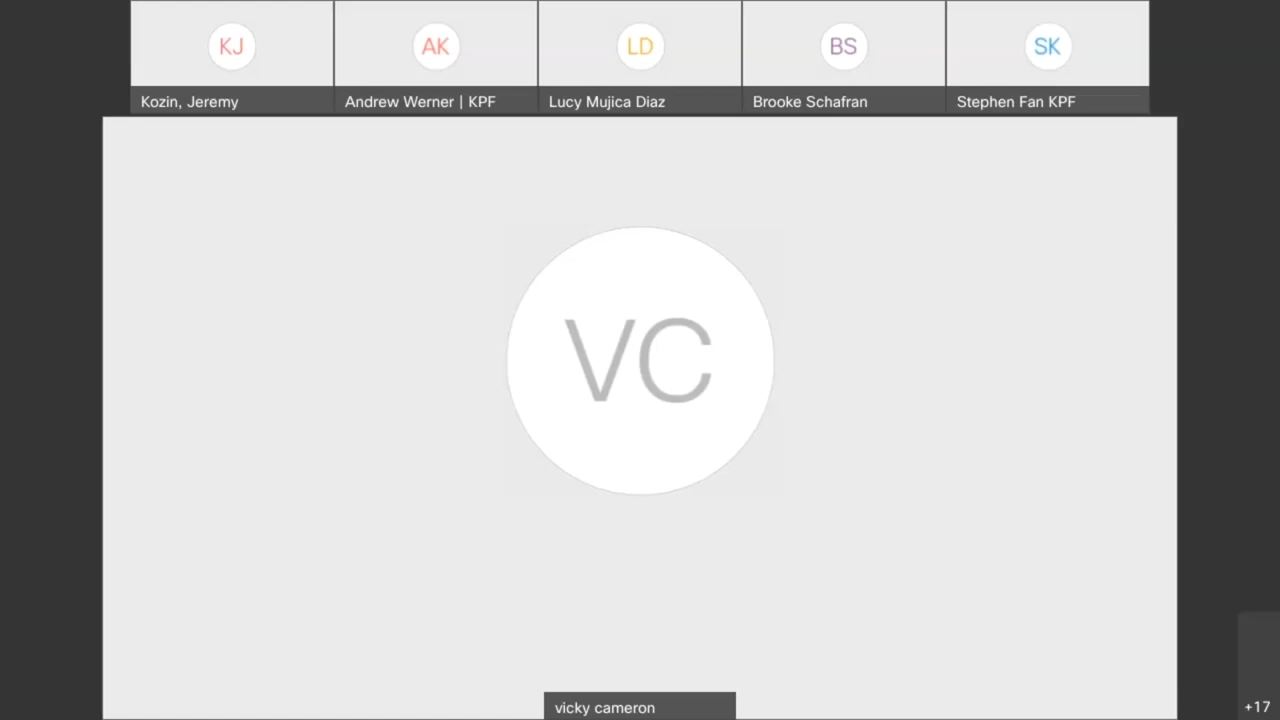 KJ
AK
LD
BS
SK
Kozin, Jeremy
Andrew Werner | KPF
Lucy Mujica Diaz
Brooke Schafran
Stephen Fan KPF
VC
vicky cameron
+17